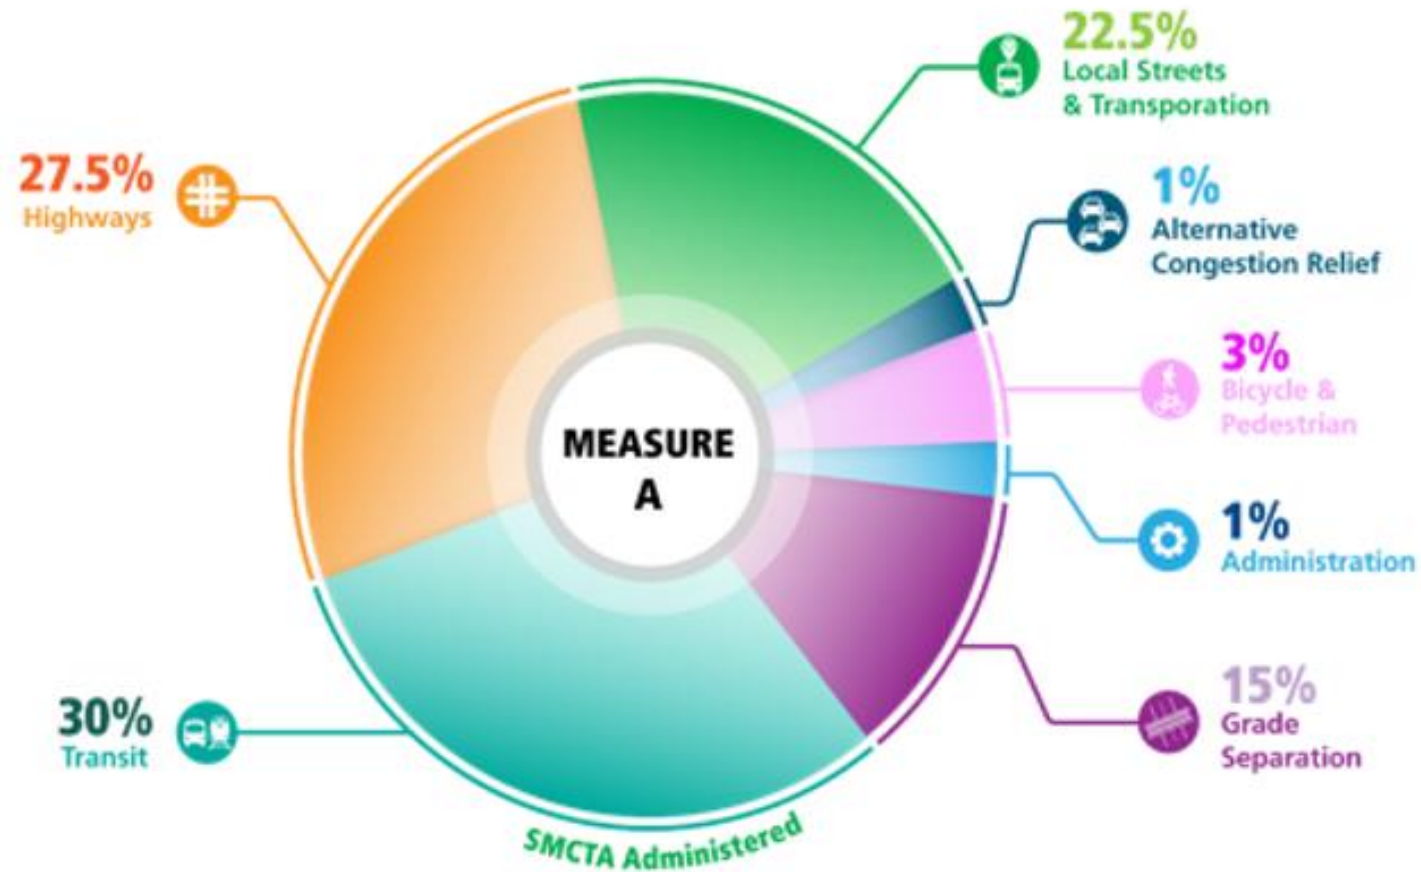 22.5%
Local Streets
& Transporation
27.5%
Highways
1%
Alternative
Congestion Relief
3%
Bicycle &
Pedestrian
MEASURE
A
1%
Administration
15%
Grade
Separation
30%
Transit
SMCTA Administered